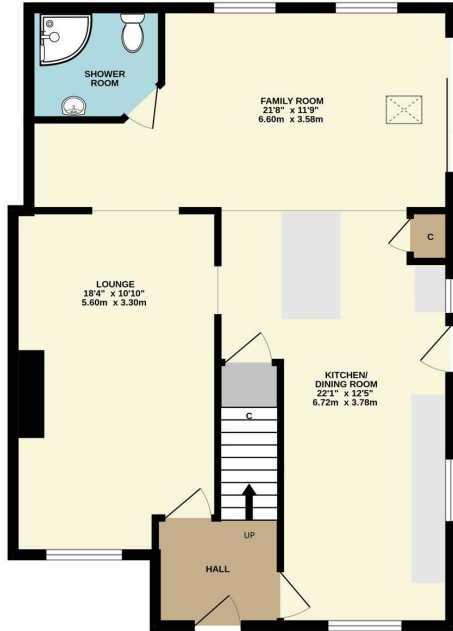 SHOWER
ROOM
FAMILY ROOM
21'8" x 11'9"
6.60m x 3.58m
C
LOUNGE
18'4" x 10'10"
5.60m x 3.30m
KITCHEN/
DINING ROOM
22'1" x 12'5"
6.72m x 3.78m
C
UP
HALL